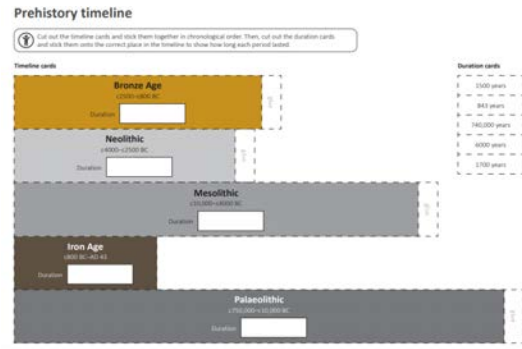 Prehistory timeline
Cut out the timeline cards and stick them together in chronological order. Then, cut out the duration cards
and stick them onto the correct place in the timeline to show how long each period lasted.
Timeline cards
Duration cards
Bronze Age
c2500–c800 BC
Duration
glue
Neolithic
c4000–c2500 BC
Duration
glue
Mesolithic
c10,000–c4000 BC
Duration
glue
Iron Age
c800 BC–AD 43
Duration
Palaeolithic
c750,000–c10,000 BC
Duration
glue
1500 years
843 years
740,000 years
6000 years
1700 years